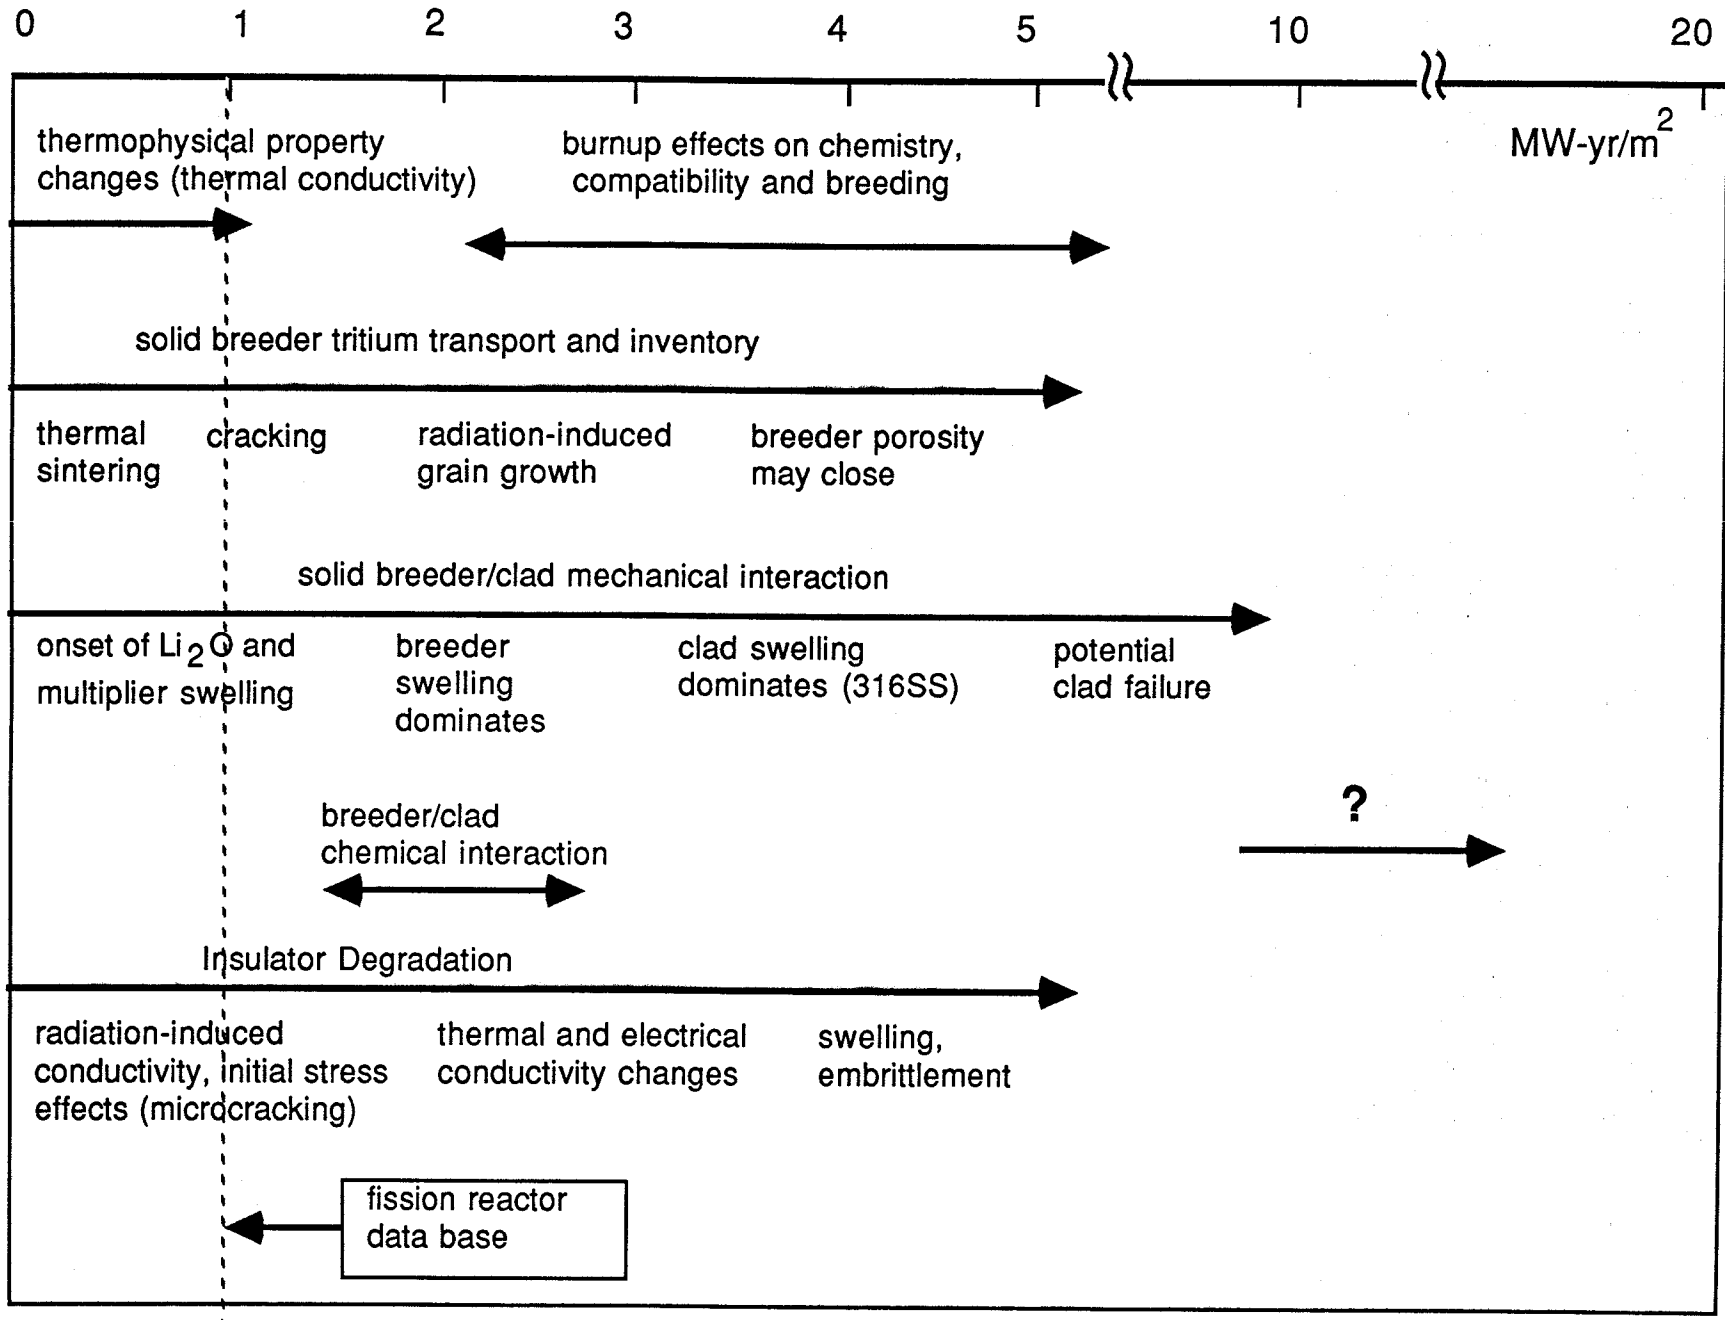 0 1 2 3 4 5 10 20
MW-yr/m2
thermophysical property
changes (thermal conductivity)
burnup effects on chemistry,
compatibility and breeding
solid breeder tritium transport and inventory
thermal
sintering
cracking
radiation-induced
grain growth
breeder porosity
may close
solid breeder/clad mechanical interaction
onset of Li2O and
multiplier swelling
breeder
swelling
dominates
clad swelling
dominates (316SS)
potential
clad failure
breeder/clad
chemical interaction
?
Insulator Degradation
radiation-induced
conductivity, initial stress
effects (microcracking)
thermal and electrical
conductivity changes
swelling,
embrittlement
fission reactor
data base